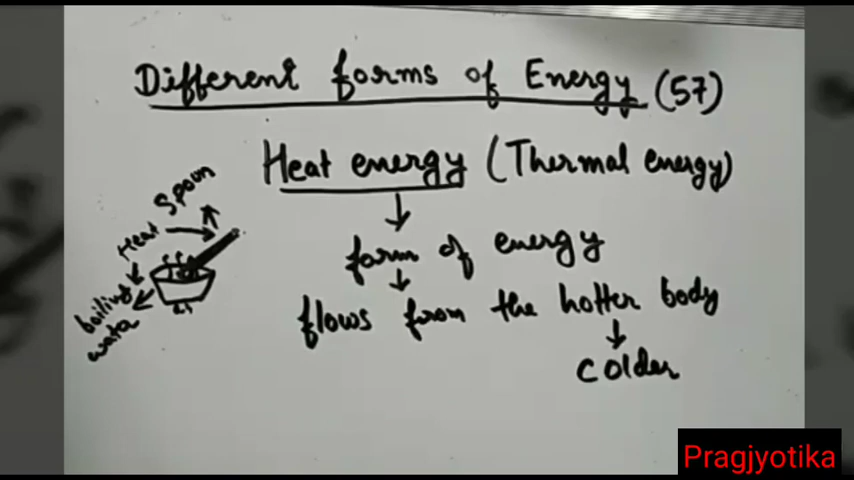 Different forms of Energy (57)
Heat energy (Thermal energy)
↓
form of energy
↓
flows from the hotter body
↓
colder
Spoon
Heat
boiling
water
Pragjyotika